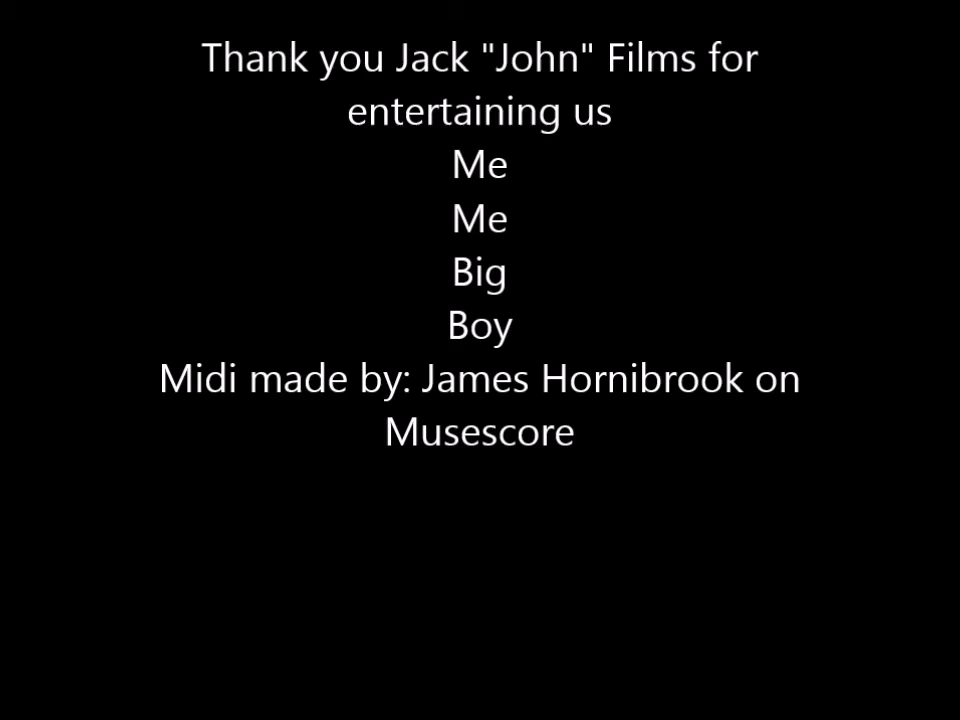 Thank you Jack "John" Films for
entertaining us
Me
Me
Big
Boy
Midi made by: James Hornibrook on
Musescore